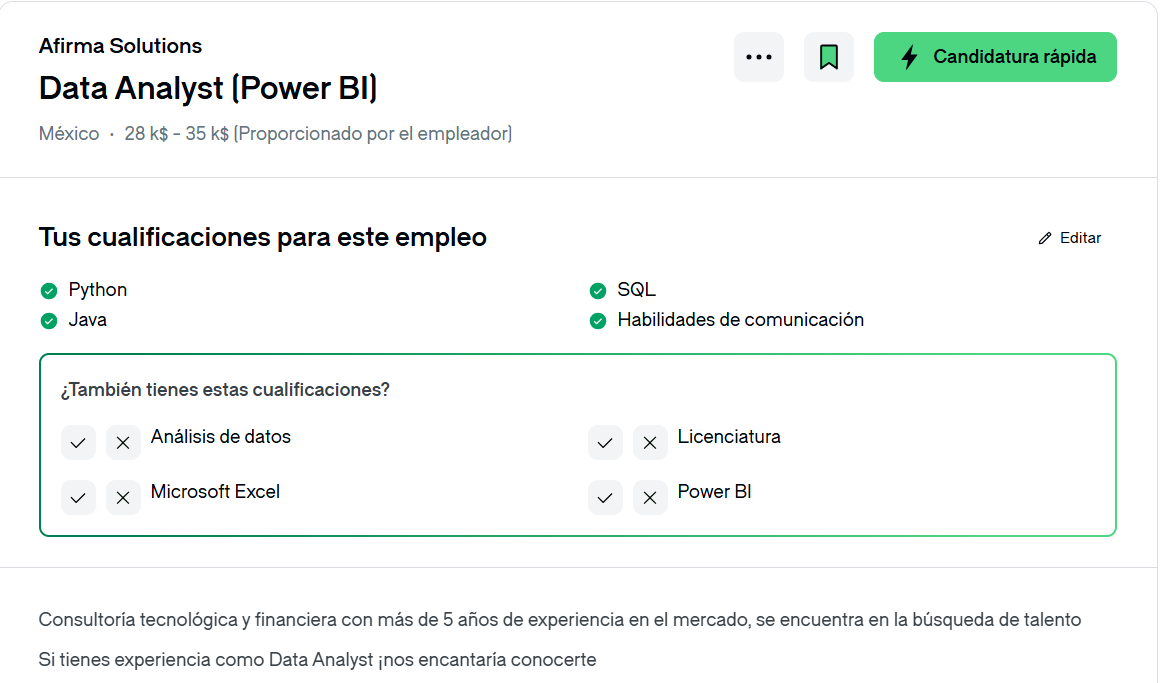 Afirma Solutions
Data Analyst (Power BI)
Candidatura rápida
México · 28 k$ - 35 k$ (Proporcionado por el empleador)
Tus cualificaciones para este empleo
Editar
Python
SQL
Java
Habilidades de comunicación
¿También tienes estas cualificaciones?
Análisis de datos
Licenciatura
Microsoft Excel
Power BI
Consultoría tecnológica y financiera con más de 5 años de experiencia en el mercado, se encuentra en la búsqueda de talento
Si tienes experiencia como Data Analyst ¡nos encantaría conocerte